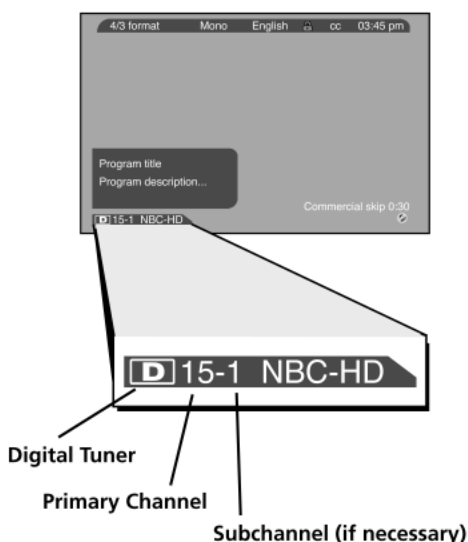 4/3 format Mono English cc 03:45 pm
Program title
Program description...
Commercial skip 0:30
D 15-1 NBC-HD
D 15-1 NBC-HD
Digital Tuner
Primary Channel
Subchannel (if necessary)